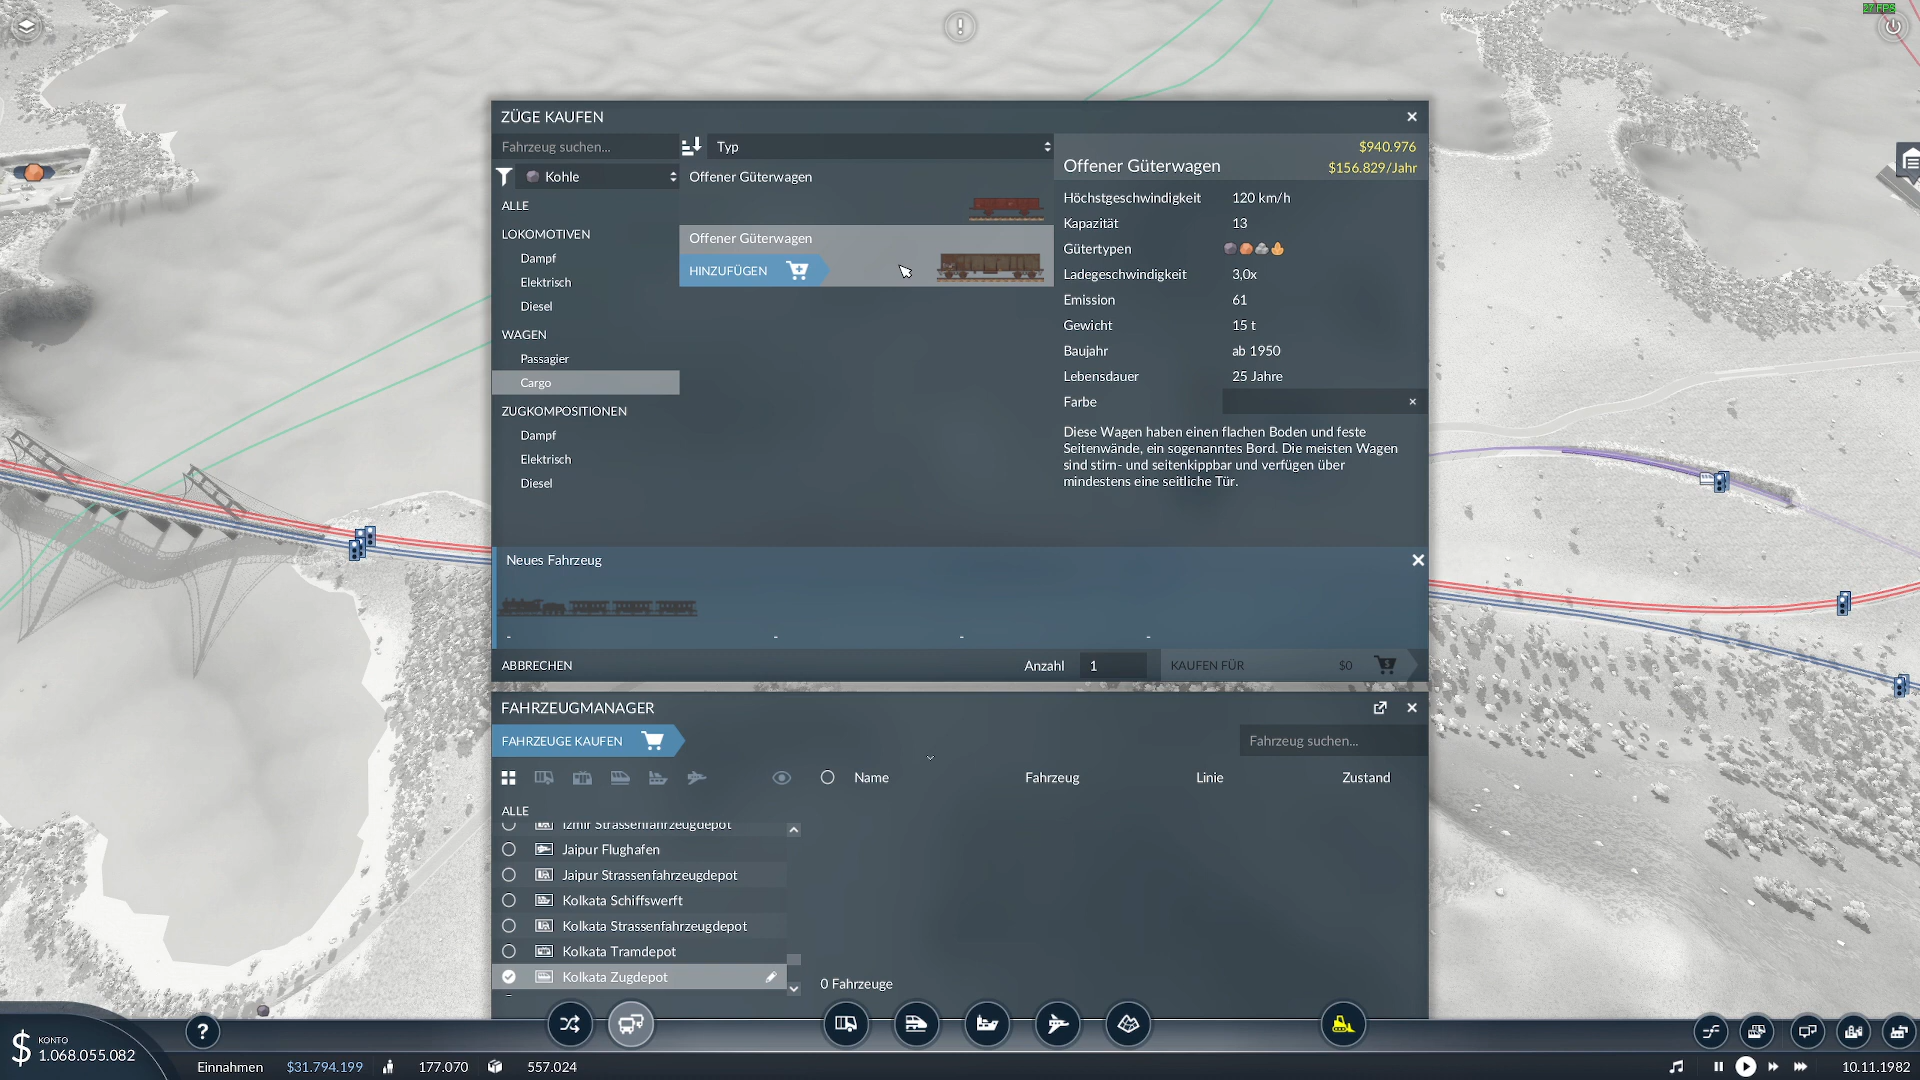 27 FPS
ZÜGE KAUFEN
Fahrzeug suchen...
Typ
Kohle
ALLE
LOKOMOTIVEN
Dampf
Elektrisch
Diesel
WAGEN
Passagier
Cargo
ZUGKOMPOSITIONEN
Dampf
Elektrisch
Diesel
Offener Güterwagen
Offener Güterwagen
HINZUFÜGEN
$940.976
Offener Güterwagen
$156.829/Jahr
Höchstgeschwindigkeit 120 km/h
Kapazität 13
Gütertypen
Ladegeschwindigkeit 3,0x
Emission 61
Gewicht 15 t
Baujahr ab 1950
Lebensdauer 25 Jahre
Farbe
Diese Wagen haben einen flachen Boden und feste
Seitenwände, ein sogenanntes Bord. Die meisten Wagen
sind stirn- und seitenkippbar und verfügen über
mindestens eine seitliche Tür.
Neues Fahrzeug
- - - -
ABBRECHEN
Anzahl 1
KAUFEN FÜR $0
FAHRZEUGMANAGER
FAHRZEUGE KAUFEN
Fahrzeug suchen...
Name Fahrzeug Linie Zustand
ALLE
Izmir Strassenfahrzeugdepot
Jaipur Flughafen
Jaipur Strassenfahrzeugdepot
Kolkata Schiffswerft
Kolkata Strassenfahrzeugdepot
Kolkata Tramdepot
Kolkata Zugdepot
0 Fahrzeuge
$ KONTO
1.068.055.082
?
Einnahmen $31.794.199
177.070
557.024
10.11.1982